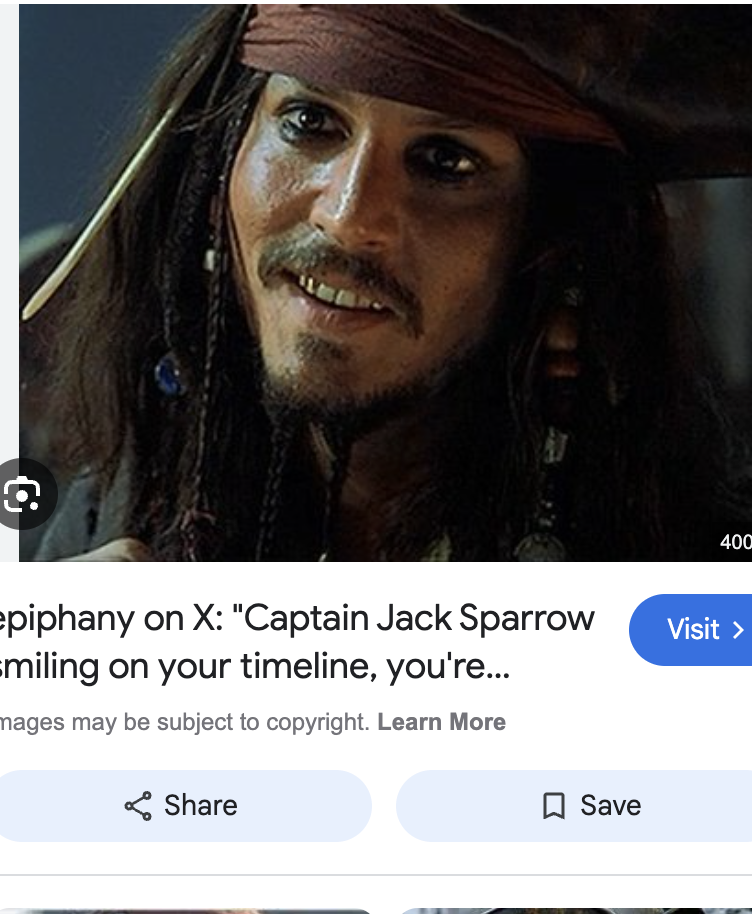 400
epiphany on X: "Captain Jack Sparrow
smiling on your timeline, you're...
mages may be subject to copyright. Learn More
Visit >
Share
Save